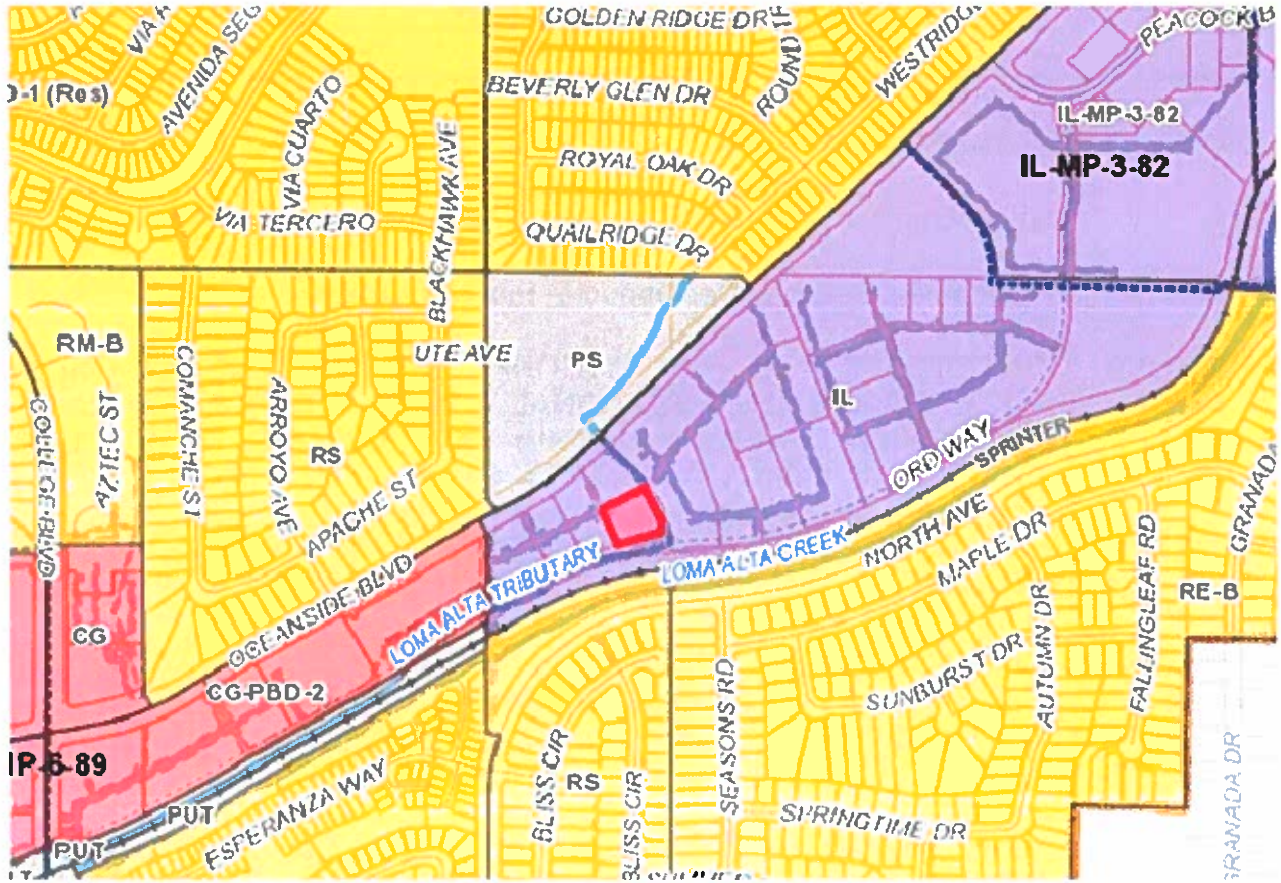 GOLDEN RIDGE DR
AVENIDA SEG
WESTRIDGE
PEACOCK B
D-1 (Res)
BEVERLY GLEN DR
VIA CUARTO
IL-MP-3-82
IL-MP-3-82
ROYAL OAK DR
BLACKHAWK AVE
VIA TERCERO
QUAILRIDGE DR
RM-B
UTE AVE
PS
COMANCHE ST
ARROYO AVE
AZTEC ST
COLLEGE BLVD
RS
IL
ORD WAY
SPRINTER
APACHE ST
GRANADA
NORTH AVE
MAPLE DR
LOMA ALTA CREEK
LOMA ALTA TRIBUTARY
OCEANSIDE BLVD
FALLINGLEAF RD
RE-B
CG
AUTUMN DR
SUNBURST DR
SEASONS RD
CG-PBD-2
BLISS CIR
RS
BLISS CIR
IP-6-89
ESPERANZA WAY
PUT
SPRINGTIME DR
GRANADA DR
PUT